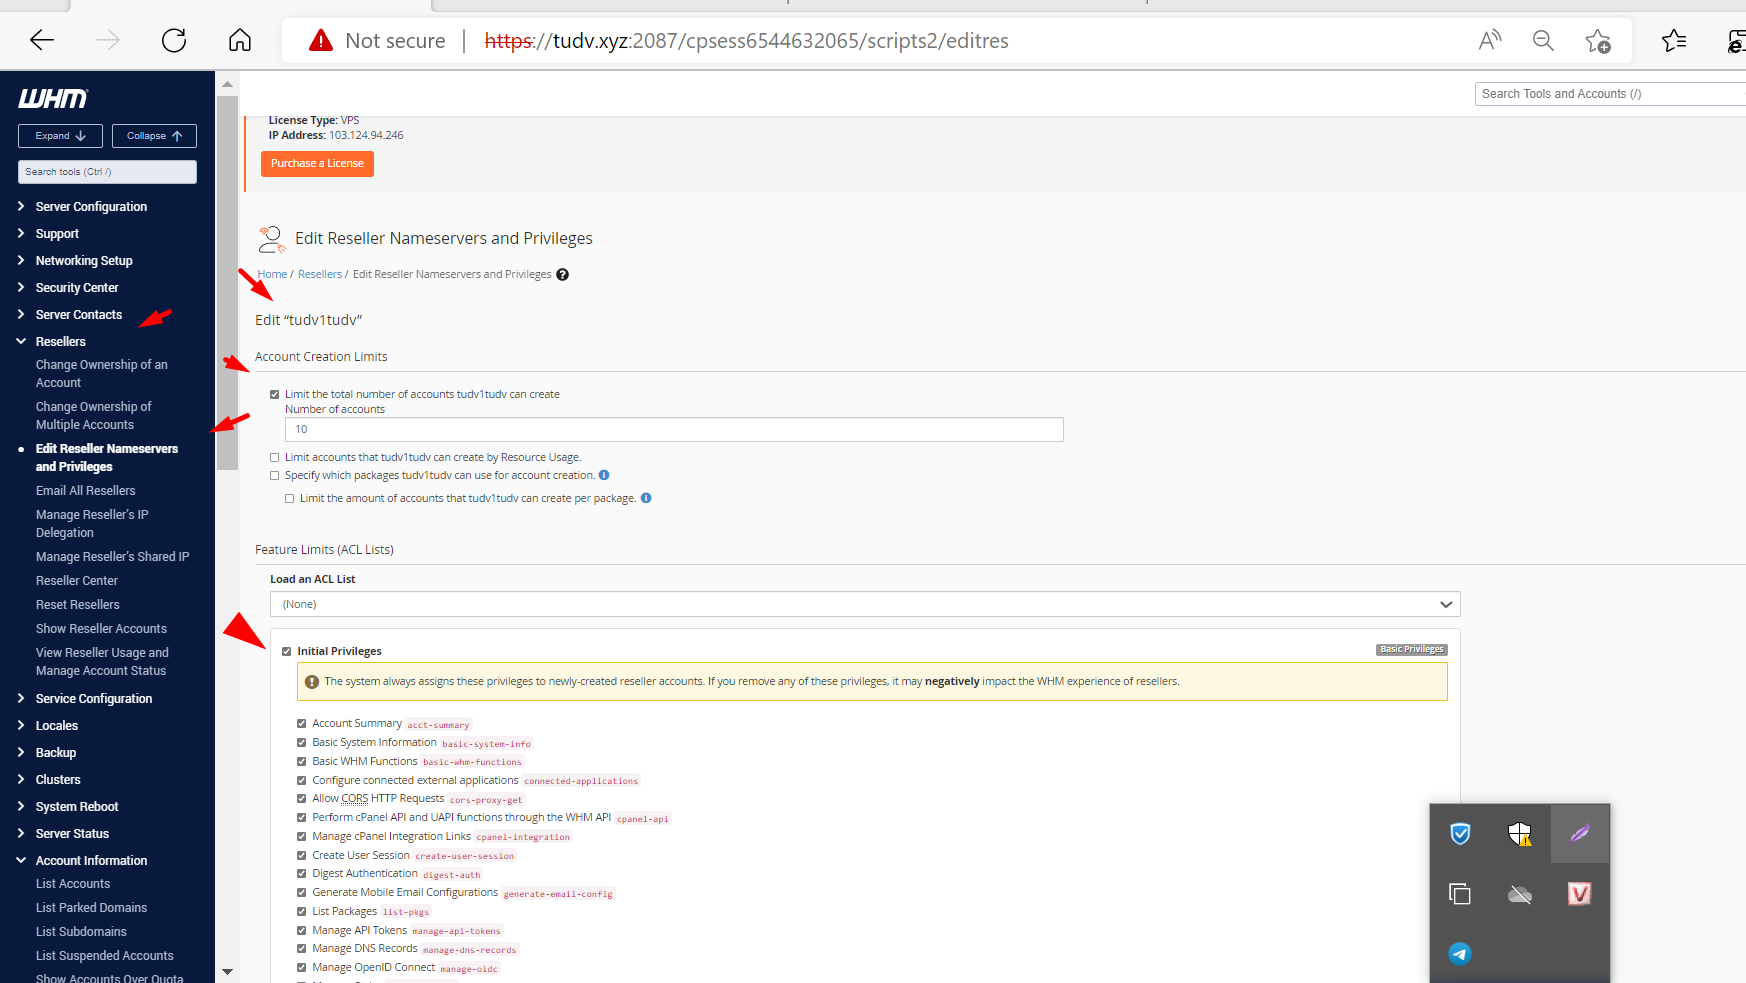 Not secure | https://tudv.xyz:2087/cpsess6544632065/scripts2/editres
WHM
Expand
Collapse
Search tools (Ctrl /)
Server Configuration
Support
Networking Setup
Security Center
Server Contacts
Resellers
Change Ownership of an
Account
Change Ownership of
Multiple Accounts
Edit Reseller Nameservers
and Privileges
Email All Resellers
Manage Reseller's IP
Delegation
Manage Reseller's Shared IP
Reseller Center
Reset Resellers
Show Reseller Accounts
View Reseller Usage and
Manage Account Status
Service Configuration
Locales
Backup
Clusters
System Reboot
Server Status
Account Information
List Accounts
List Parked Domains
List Subdomains
List Suspended Accounts
Show Accounts Over Quota
Search Tools and Accounts (/)
License Type: VPS
IP Address: 103.124.94.246
Purchase a License
Edit Reseller Nameservers and Privileges
Home / Resellers / Edit Reseller Nameservers and Privileges
Edit “tudv1tudv”
Account Creation Limits
Limit the total number of accounts tudv1tudv can create
Number of accounts
10
Limit accounts that tudv1tudv can create by Resource Usage.
Specify which packages tudv1tudv can use for account creation.
Limit the amount of accounts that tudv1tudv can create per package.
Feature Limits (ACL Lists)
Load an ACL List
(None)
Initial Privileges
Basic Privileges
The system always assigns these privileges to newly-created reseller accounts. If you remove any of these privileges, it may negatively impact the WHM experience of resellers.
Account Summary acct-summary
Basic System Information basic-system-info
Basic WHM Functions basic-whm-functions
Configure connected external applications connected-applications
Allow CORS HTTP Requests cors-proxy-get
Perform cPanel API and UAPI functions through the WHM API cpanel-api
Manage cPanel Integration Links cpanel-integration
Create User Session create-user-session
Digest Authentication digest-auth
Generate Mobile Email Configurations generate-email-config
List Packages list-pkgs
Manage API Tokens manage-api-tokens
Manage DNS Records manage-dns-records
Manage OpenID Connect manage-oidc